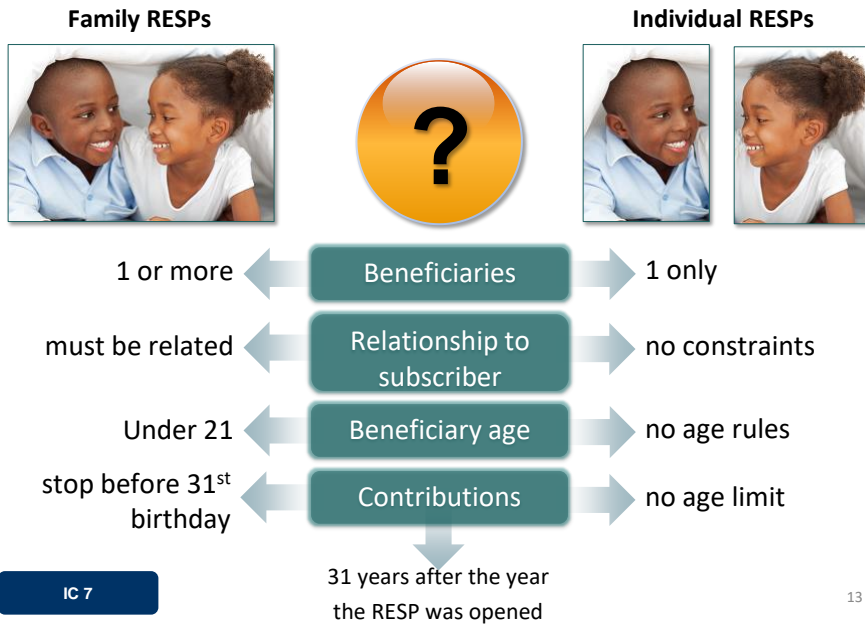 Family RESPs
Individual RESPs
?
1 or more
Beneficiaries
1 only
must be related
Relationship to
subscriber
no constraints
Under 21
Beneficiary age
no age rules
stop before 31st
birthday
Contributions
no age limit
31 years after the year
the RESP was opened
IC 7
13